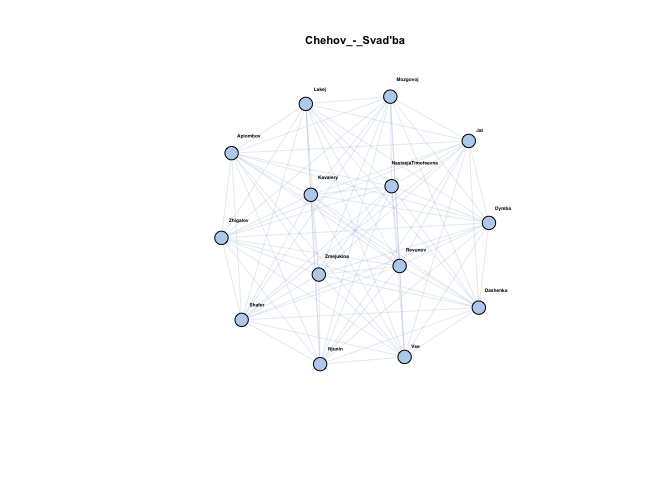 Chehov_-_Svad'ba
Mozgovoj
Lakej
Jat
Aplombov
NastasjaTimofeevna
Kavalery
Dymba
Zhigalov
Revunov
Zmejukina
Dashenka
Shafer
Vse
Njunin